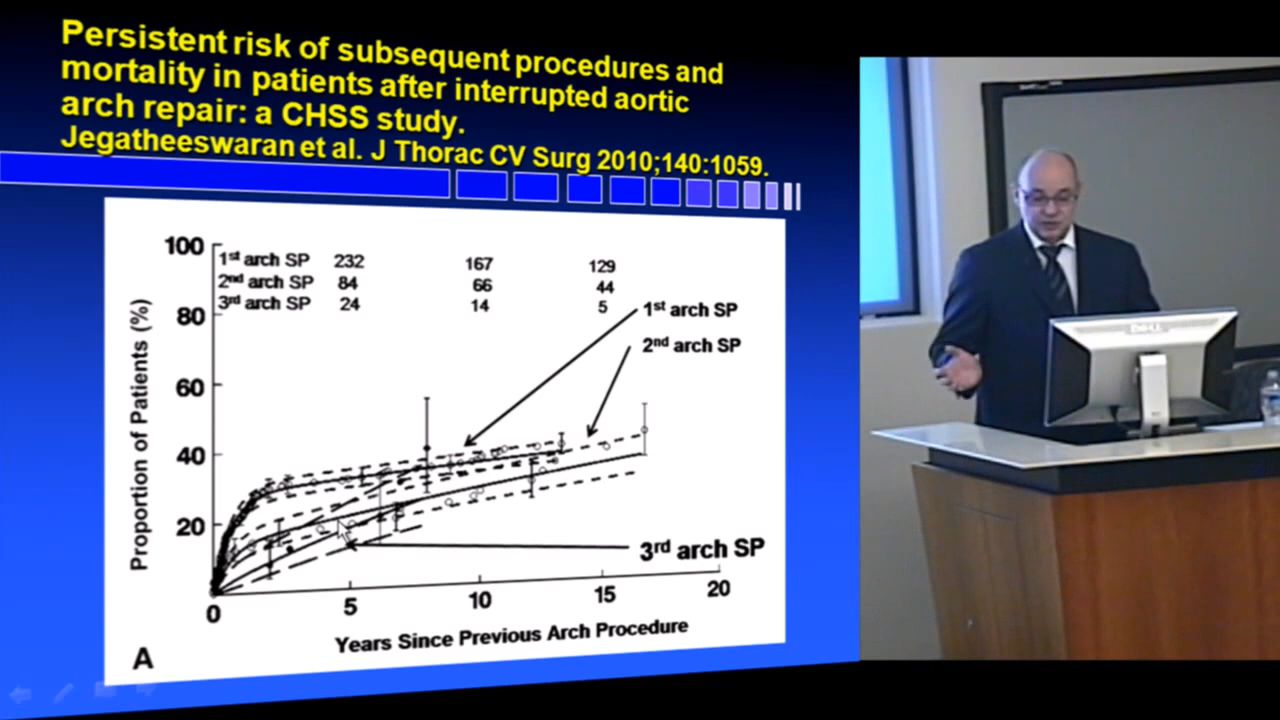 Persistent risk of subsequent procedures and
mortality in patients after interrupted aortic
arch repair: a CHSS study.
Jegatheeswaran et al. J Thorac CV Surg 2010;140:1059.
100
80
60
40
20
0
Proportion of Patients (%)
1st arch SP 232 167 129
2nd arch SP 84 66 44
3rd arch SP 24 14 5
1st arch SP
2nd arch SP
3rd arch SP
5 10 15 20
Years Since Previous Arch Procedure
A
DELL